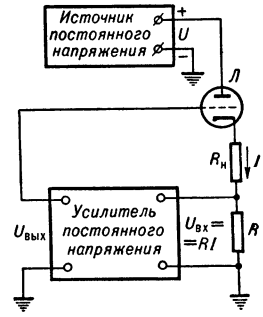 Источник
постоянного
напряжения
+
U
−
Л
Rн
I
Усилитель
постоянного
напряжения
Uвых
Uвх=
=RI
R